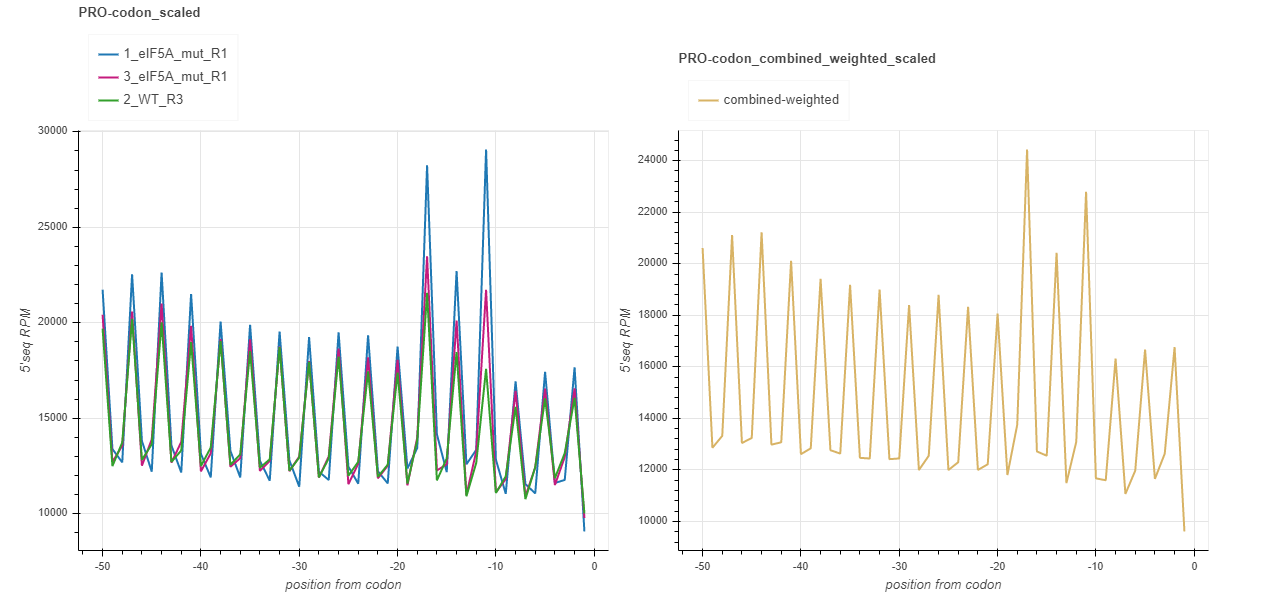 PRO-codon_scaled
1_eIF5A_mut_R1
3_eIF5A_mut_R1
2_WT_R3
30000
25000
20000
15000
10000
5'seq RPM
-50
-40
-30
-20
-10
0
position from codon
PRO-codon_combined_weighted_scaled
combined-weighted
24000
22000
20000
18000
16000
14000
12000
10000
5'seq RPM
-50
-40
-30
-20
-10
0
position from codon